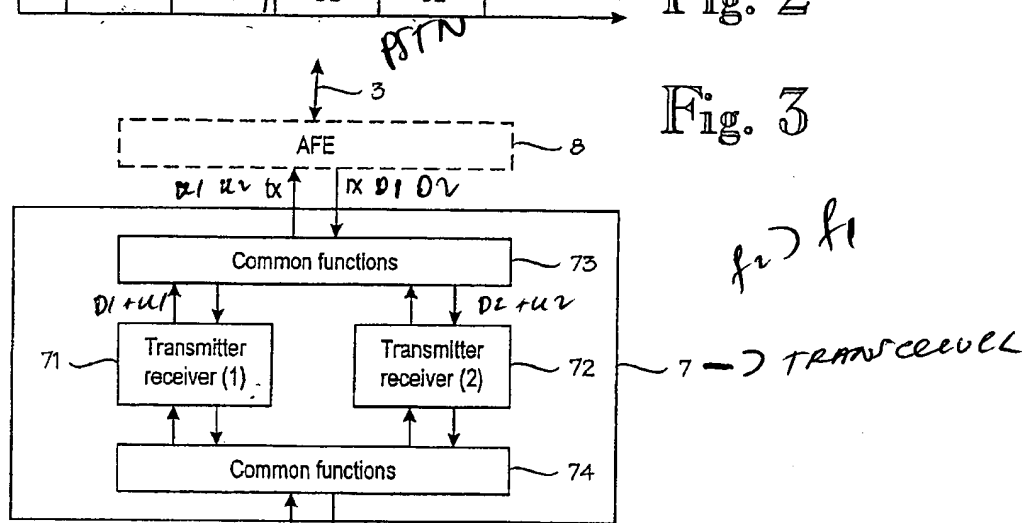 Fig. 2
PSTN
3
Fig. 3
AFE
8
u1 u2 tx
rx D1 D2
Common functions
73
f2 f1
D1 + u1
D2 + u2
71
Transmitter
receiver (1)
Transmitter
receiver (2)
72
7
TRANSCEIVER
Common functions
74